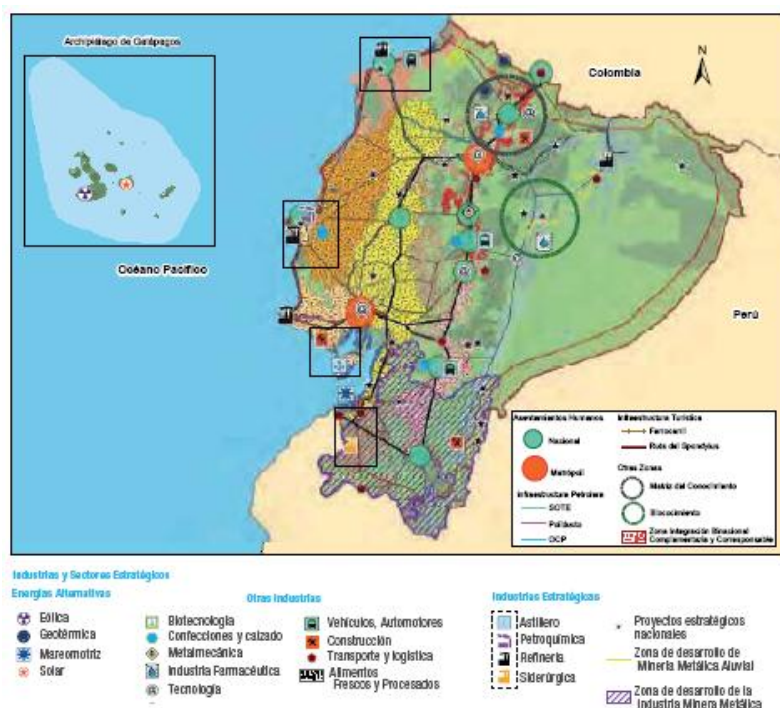 Archipiélago de Galápagos
N
Colombia
Océano Pacífico
Perú
Asentamientos Humanos
Nacional
Metrópoli
Infraestructura Petrolera
SOTE
Poliducto
OCP
Infraestructura Turística
Ferrocarril
Ruta del Spondylus
Otras Zonas
Matriz del Conocimiento
Bioconocimiento
Zona Integración Binacional
Complementaria y Corresponsable
Industrias y Sectores Estratégicos
Energías Alternativas
Eólica
Geotérmica
Mareomotriz
Solar
Otras Industrias
Biotecnología
Confecciones y calzado
Metalmecánica
Industria Farmacéutica
Tecnología
Vehículos, Automotores
Construcción
Transporte y logística
Alimentos
Frescos y Procesados
Industrias Estratégicas
Astillero
Petroquímica
Refinería
Siderúrgica
Proyectos estratégicos
nacionales
Zona de desarrollo de
Minería Metálica Aluvial
Zona de desarrollo de la
Industria Minera Metálica